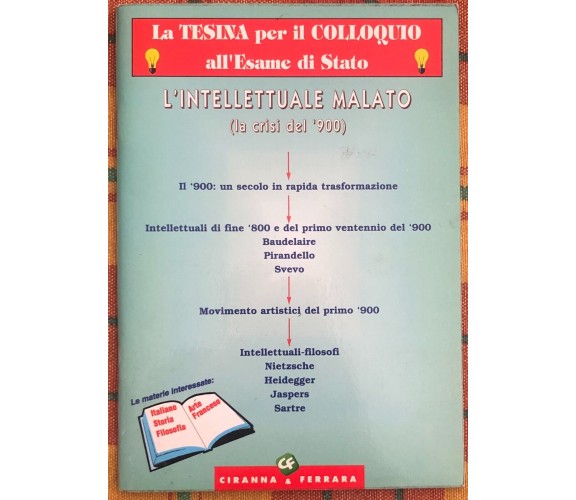 La TESINA per il COLLOQUIO
all'Esame di Stato
L'INTELLETTUALE MALATO
(la crisi del '900)
Il '900: un secolo in rapida trasformazione
Intellettuali di fine '800 e del primo ventennio del '900
Baudelaire
Pirandello
Svevo
Movimento artistici del primo '900
Intellettuali-filosofi
Nietzsche
Heidegger
Jaspers
Sartre
Le materie interessate:
Italiano
Storia
Filosofia
Arte
Francese
CF
CIRANNA & FERRARA